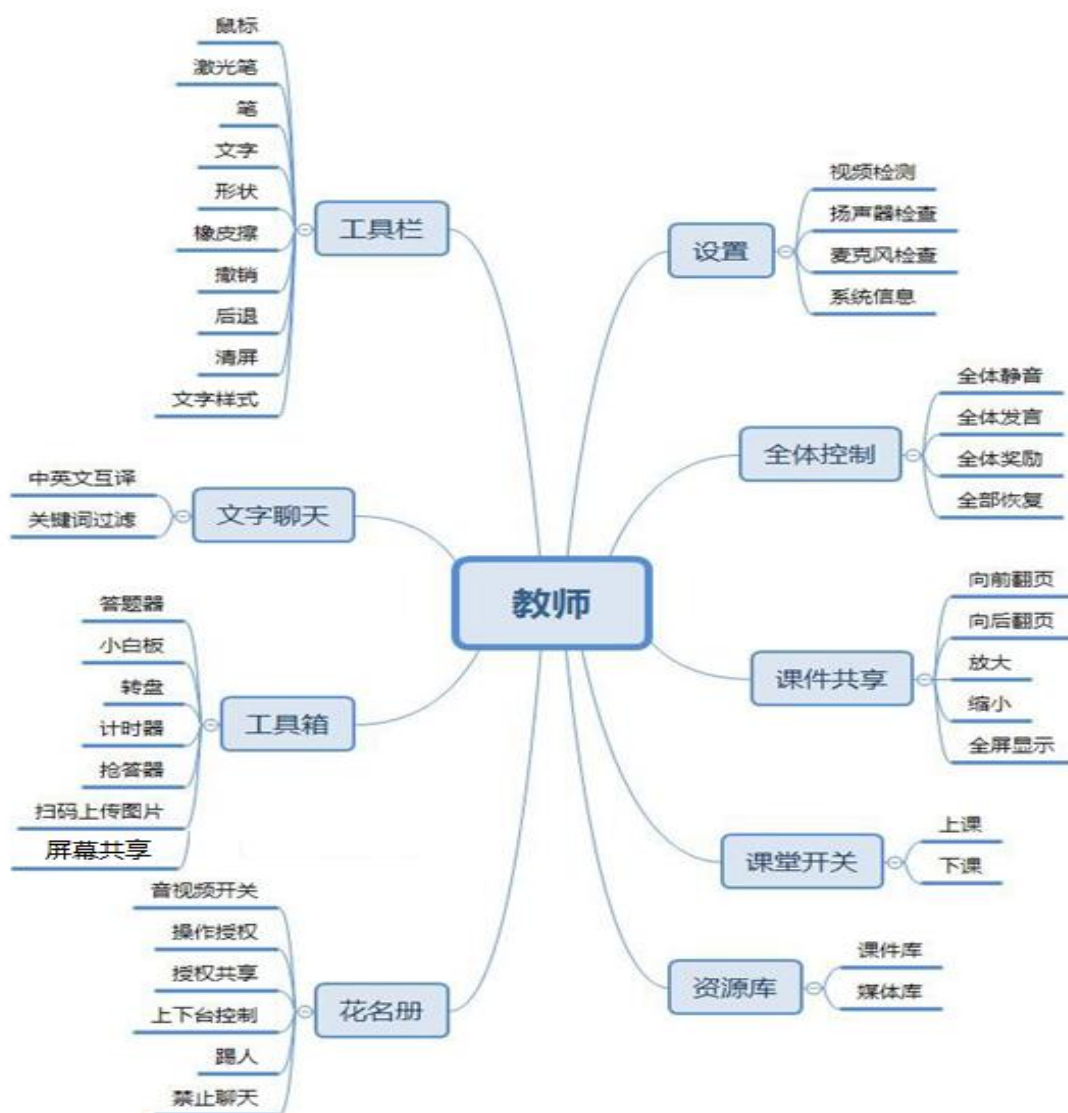 鼠标
激光笔
笔
文字
形状
橡皮擦
撤销
后退
清屏
文字样式
工具栏
中英文互译
关键词过滤
文字聊天
答题器
小白板
转盘
计时器
抢答器
扫码上传图片
屏幕共享
工具箱
音视频开关
操作授权
授权共享
上下台控制
踢人
禁止聊天
花名册
教师
设置
视频检测
扬声器检查
麦克风检查
系统信息
全体控制
全体静音
全体发言
全体奖励
全部恢复
课件共享
向前翻页
向后翻页
放大
缩小
全屏显示
课堂开关
上课
下课
资源库
课件库
媒体库